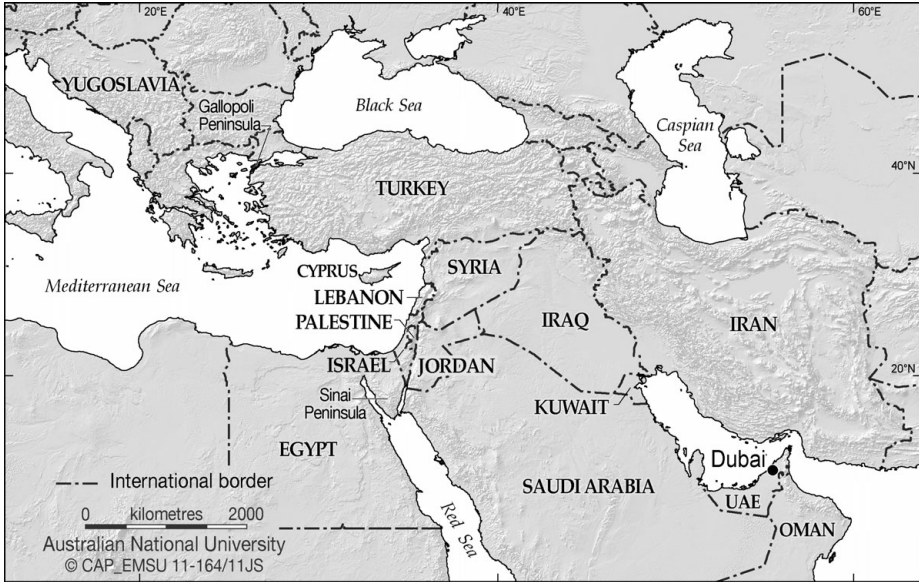 20°E
40°E
60°E
YUGOSLAVIA
Gallopoli
Peninsula
Black Sea
Caspian
Sea
40°N
TURKEY
Mediterranean Sea
CYPRUS
SYRIA
LEBANON
PALESTINE
IRAQ
IRAN
ISRAEL
JORDAN
20°N
Sinai
Peninsula
KUWAIT
EGYPT
Dubai
SAUDI ARABIA
UAE
OMAN
Red Sea
International border
0 kilometres 2000
Australian National University
© CAP_EMSU 11-164/11JS